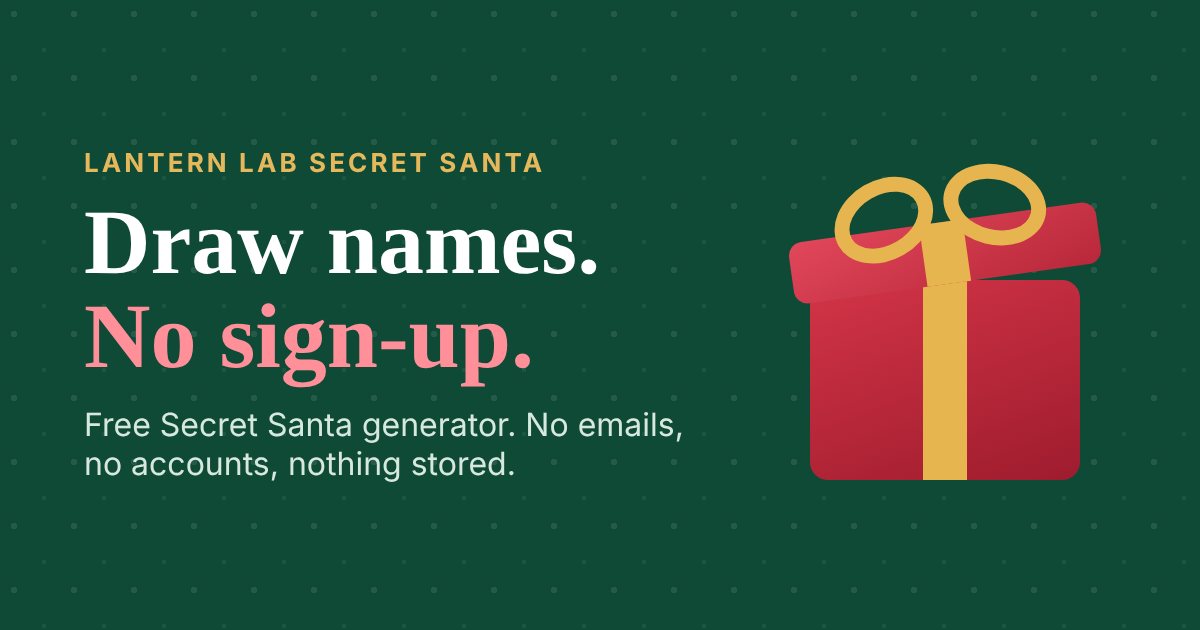 LANTERN LAB SECRET SANTA
Draw names.
No sign-up.
Free Secret Santa generator. No emails,
no accounts, nothing stored.